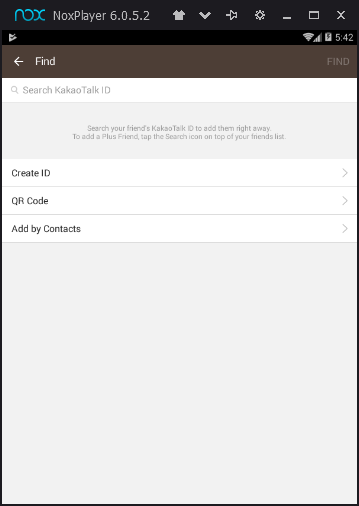 nox NoxPlayer 6.0.5.2
5:42
Find FIND
Search KakaoTalk ID
Search your friend's KakaoTalk ID to add them right away.
To add a Plus Friend, tap the Search icon on top of your friends list.
Create ID
QR Code
Add by Contacts